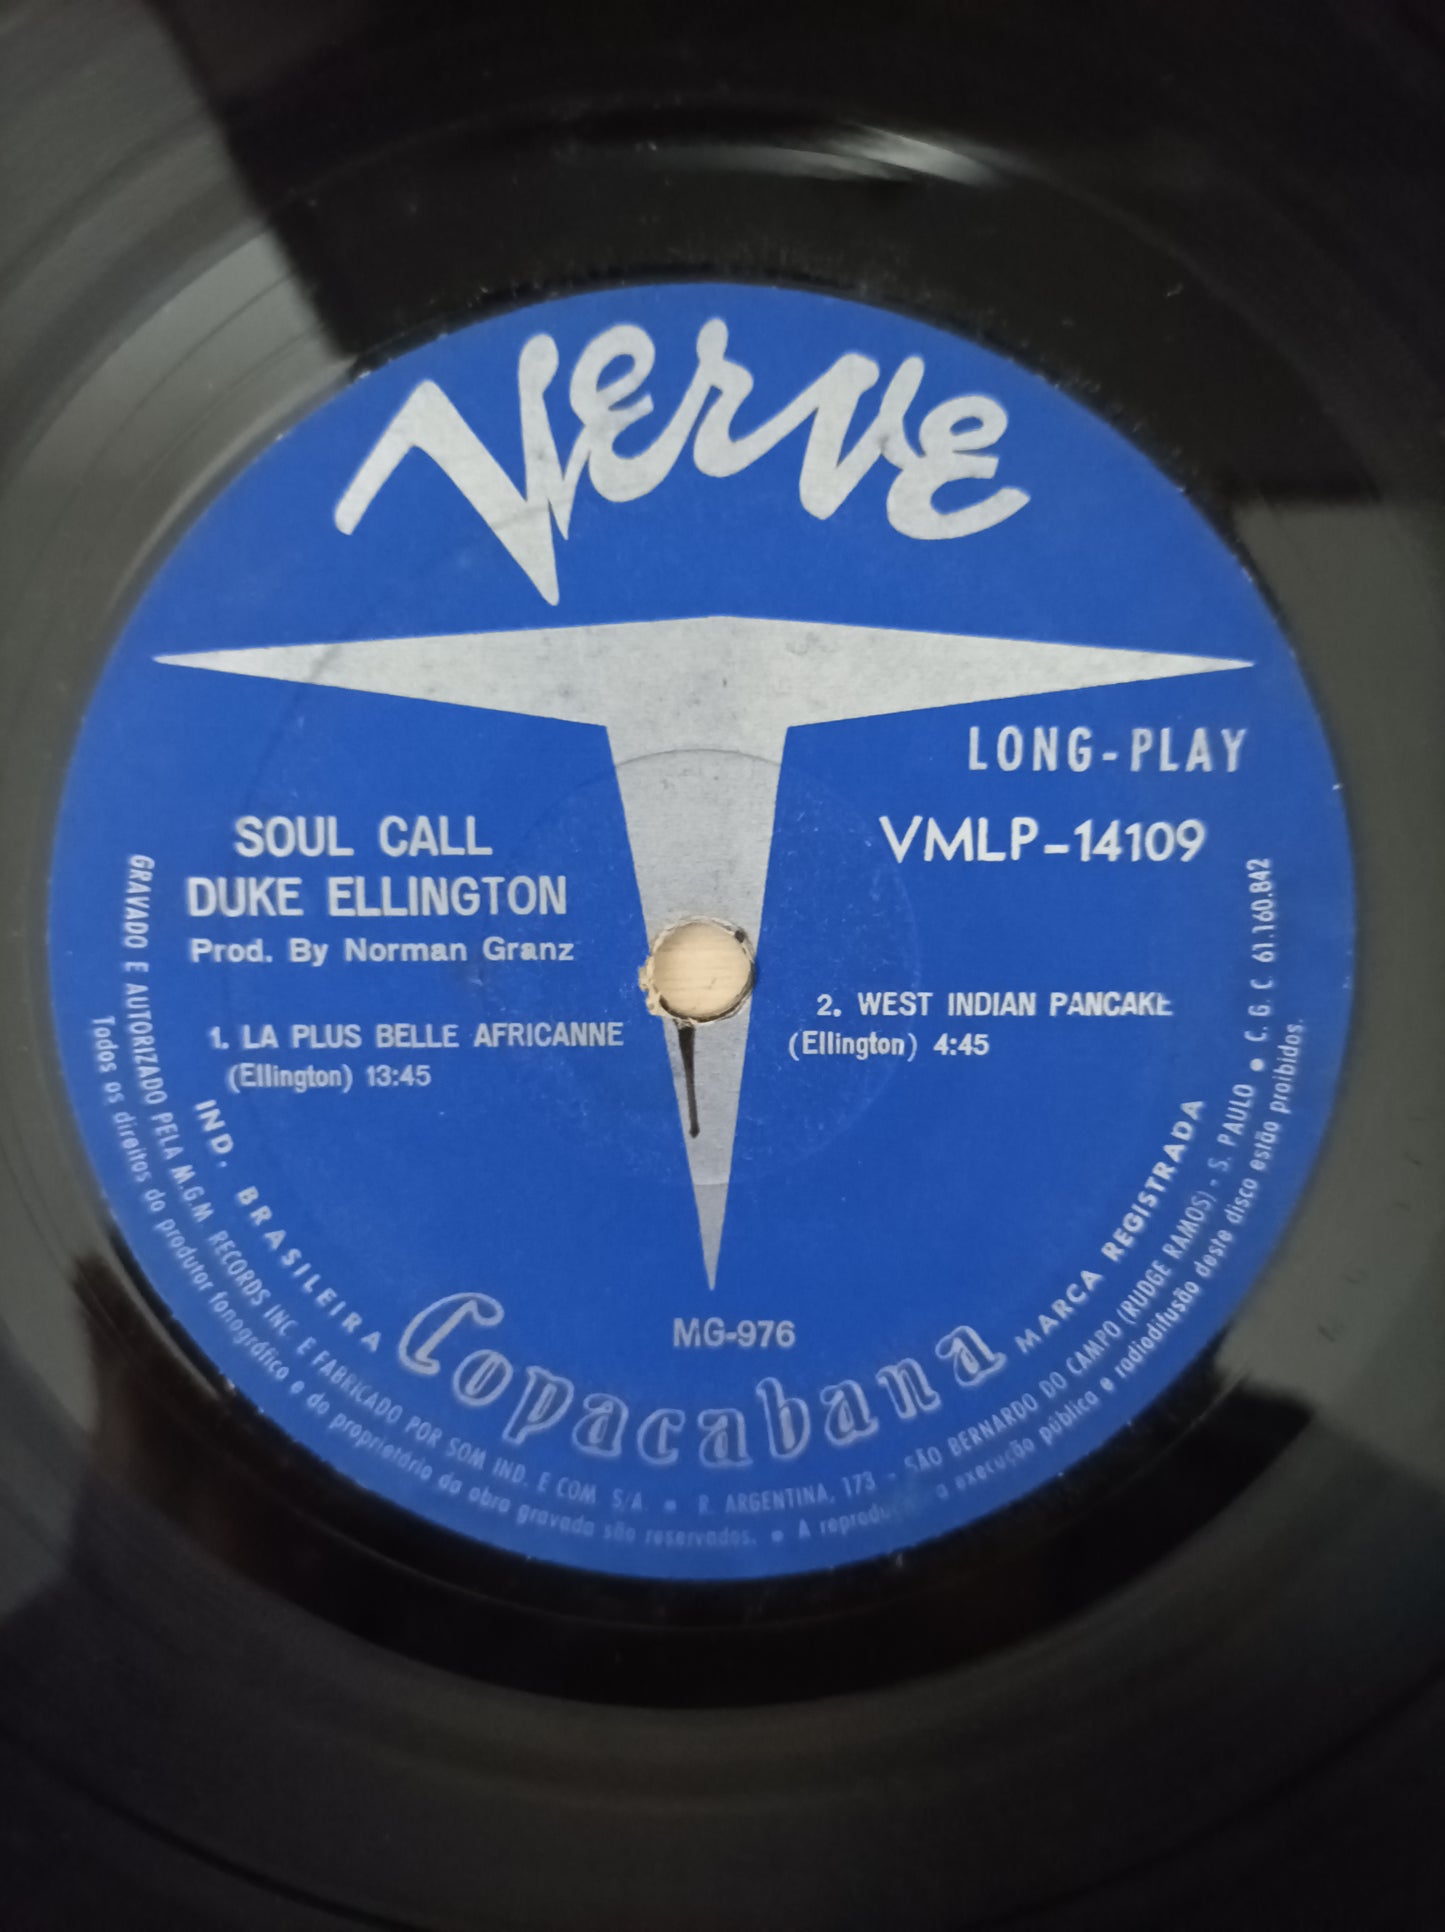 Verve
LONG-PLAY
SOUL CALL
DUKE ELLINGTON
Prod. By Norman Granz
VMLP-14109
1. LA PLUS BELLE AFRICANNE
(Ellington) 13:45
2. WEST INDIAN PANCAKE
(Ellington) 4:45
MG-976
IND. BRASILEIRA Copacabana MARCA REGISTRADA
GRAVADO E AUTORIZADO PELA M.G.M. RECORDS INC. E FABRICADO POR SOM IND. E COM. S/A. • R. ARGENTINA, 173 - SÃO BERNARDO DO CAMPO (RUDGE RAMOS) - S. PAULO • C. G. C. 61.160.842
Todos os direitos do produtor fonográfico e do proprietário da obra gravada são reservados. • A a execução pública e radiodifusão deste disco estão proibidos.